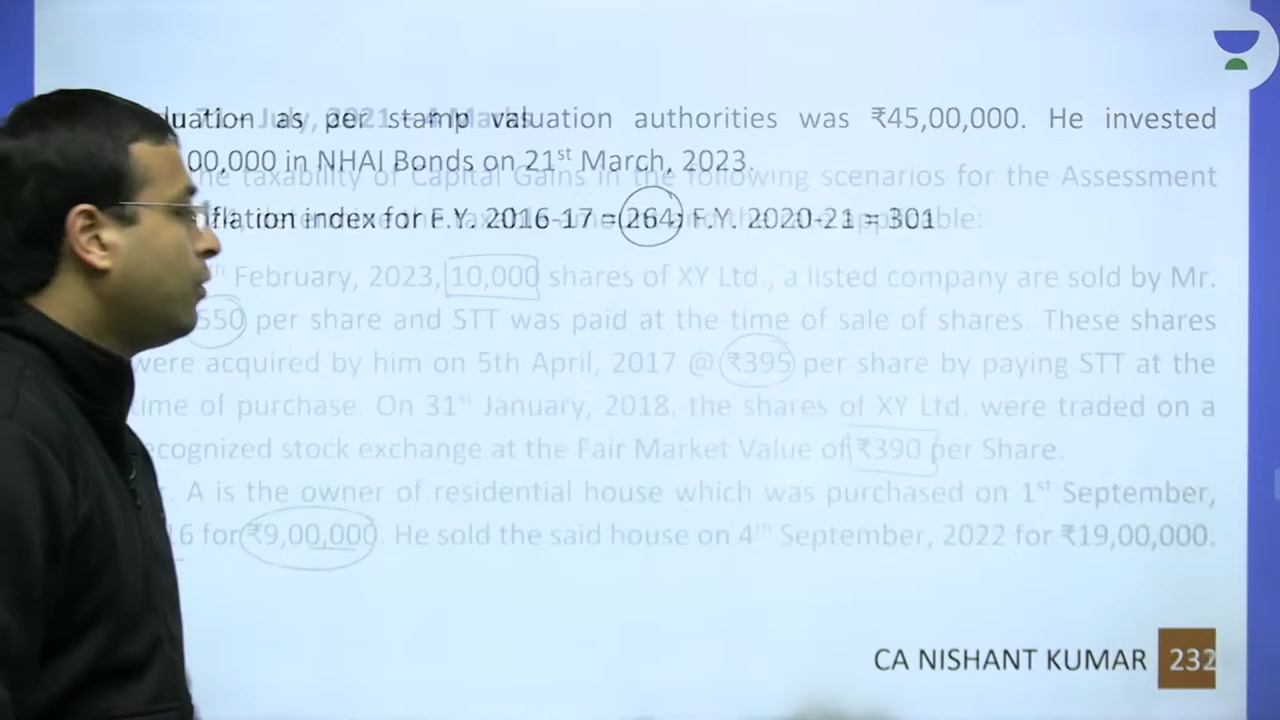 uation as per stamp valuation authorities was ₹45,00,000. He invested
July, 2021 – 4 Marks
00,000 in NHAI Bonds on 21st March, 2023.
the taxability of Capital Gains in the following scenarios for the Assessment
flation index for F.Y. 2016-17 = 264; F.Y. 2020-21 = 301
applicable:
February, 2023, 10,000 shares of XY Ltd., a listed company are sold by Mr.
550 per share and STT was paid at the time of sale of shares. These shares
were acquired by him on 5th April, 2017 @ ₹395 per share by paying STT at the
time of purchase. On 31st January, 2018, the shares of XY Ltd. were traded on a
cognized stock exchange at the Fair Market Value of ₹390 per Share.
. A is the owner of residential house which was purchased on 1st September,
16 for ₹9,00,000. He sold the said house on 4th September, 2022 for ₹19,00,000.
CA NISHANT KUMAR 232